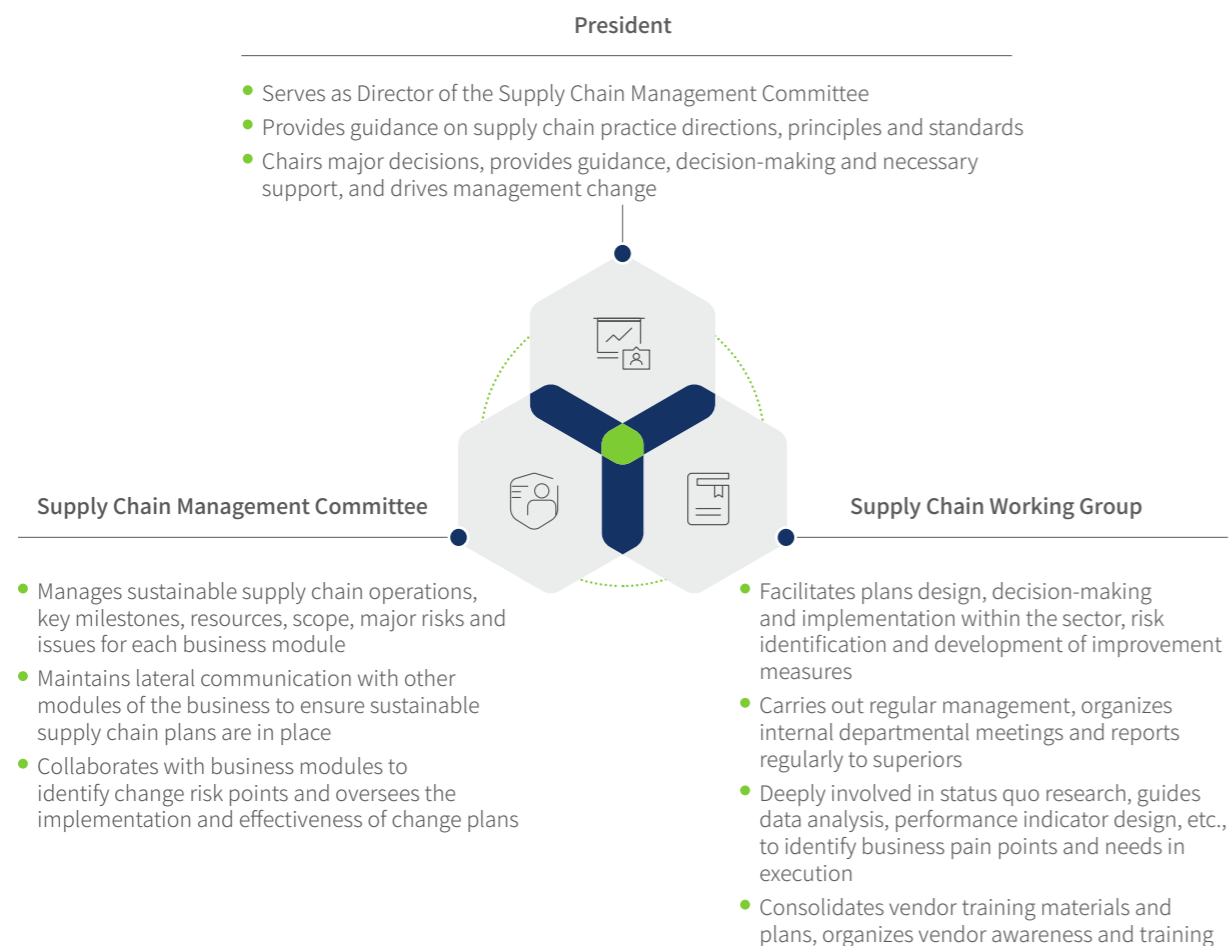 President
• Serves as Director of the Supply Chain Management Committee
• Provides guidance on supply chain practice directions, principles and standards
• Chairs major decisions, provides guidance, decision-making and necessary
support, and drives management change
Supply Chain Management Committee
• Manages sustainable supply chain operations,
key milestones, resources, scope, major risks and
issues for each business module
• Maintains lateral communication with other
modules of the business to ensure sustainable
supply chain plans are in place
• Collaborates with business modules to
identify change risk points and oversees the
implementation and effectiveness of change plans
Supply Chain Working Group
• Facilitates plans design, decision-making
and implementation within the sector, risk
identification and development of improvement
measures
• Carries out regular management, organizes
internal departmental meetings and reports
regularly to superiors
• Deeply involved in status quo research, guides
data analysis, performance indicator design, etc.,
to identify business pain points and needs in
execution
• Consolidates vendor training materials and
plans, organizes vendor awareness and training